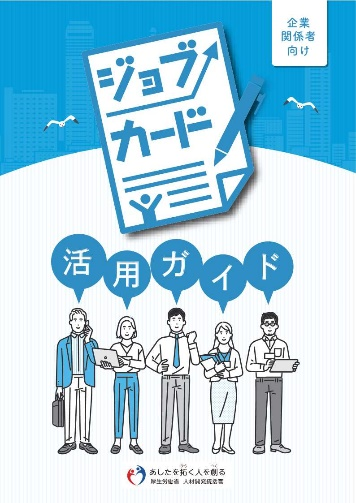 企業
関係者
向け
ジョブ
カード
活用ガイド
あしたを拓く人を創る
厚生労働省 人材開発統括官